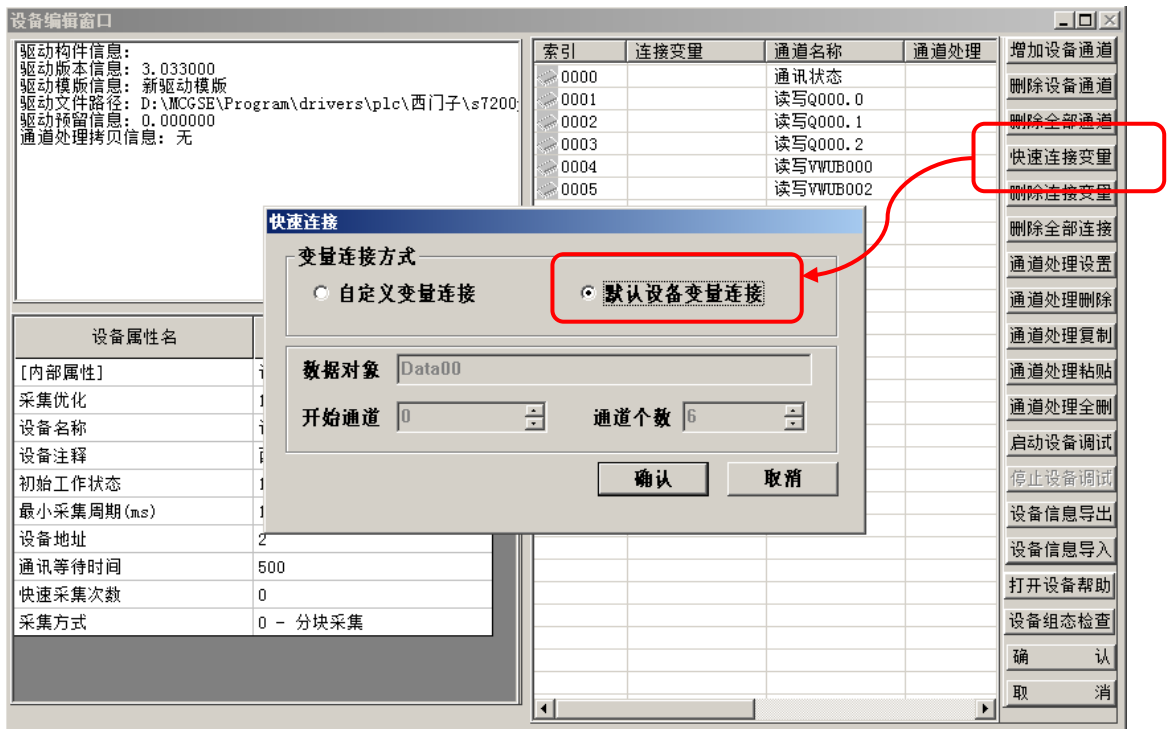 设备编辑窗口
驱动构件信息:
驱动版本信息: 3.033000
驱动模版信息: 新驱动模版
驱动文件路径: D:\MCGSE\Program\drivers\plc\西门子\s7200
驱动预留信息: 0.000000
通道处理拷贝信息: 无
索引 连接变量 通道名称 通道处理
0000 通讯状态
0001 读写Q000.0
0002 读写Q000.1
0003 读写Q000.2
0004 读写VWUB000
0005 读写VWUB002
增加设备通道
删除设备通道
删除全部通道
快速连接变量
删除连接变量
删除全部连接
通道处理设置
通道处理删除
通道处理复制
通道处理粘贴
通道处理全删
启动设备调试
停止设备调试
设备信息导出
设备信息导入
打开设备帮助
设备组态检查
确 认
取 消
快速连接
变量连接方式
自定义变量连接 默认设备变量连接
数据对象 Data00
开始通道 0 通道个数 6
确认 取消
设备属性名
[内部属性]
采集优化
设备名称
设备注释
初始工作状态
最小采集周期(ms)
设备地址 2
通讯等待时间 500
快速采集次数 0
采集方式 0 - 分块采集